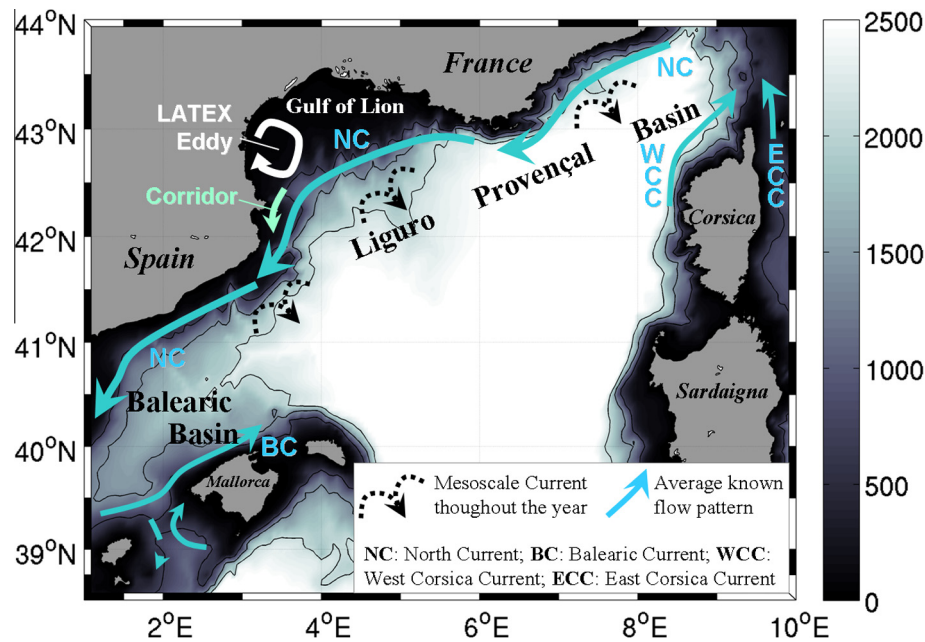 44°N
43°N
42°N
41°N
40°N
39°N
2°E
4°E
6°E
8°E
10°E
2500
2000
1500
1000
500
0
France
NC
LATEX
Eddy
Gulf of Lion
NC
Basin
Provençal
WCC
ECC
Corridor
Corsica
Liguro
Spain
NC
Sardaigna
Balearic
Basin
BC
Mallorca
Mesoscale Current
thoughout the year
Average known
flow pattern
NC: North Current; BC: Balearic Current; WCC:
West Corsica Current; ECC: East Corsica Current